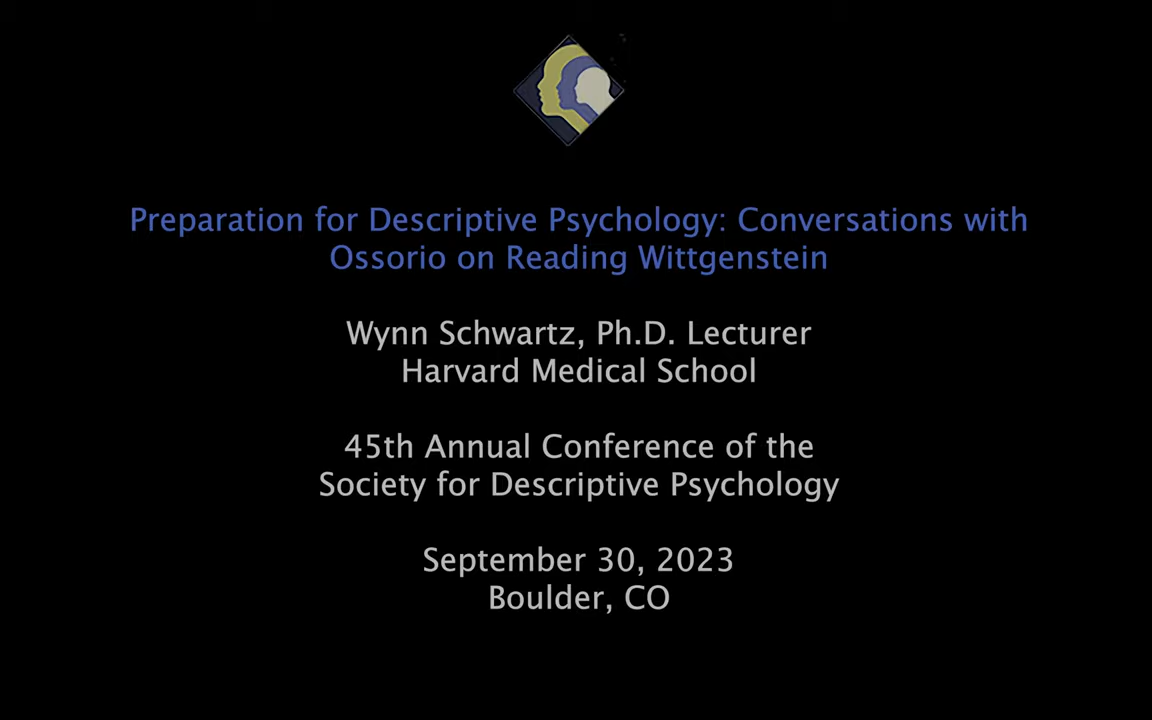 Preparation for Descriptive Psychology: Conversations with
Ossorio on Reading Wittgenstein
Wynn Schwartz, Ph.D. Lecturer
Harvard Medical School
45th Annual Conference of the
Society for Descriptive Psychology
September 30, 2023
Boulder, CO